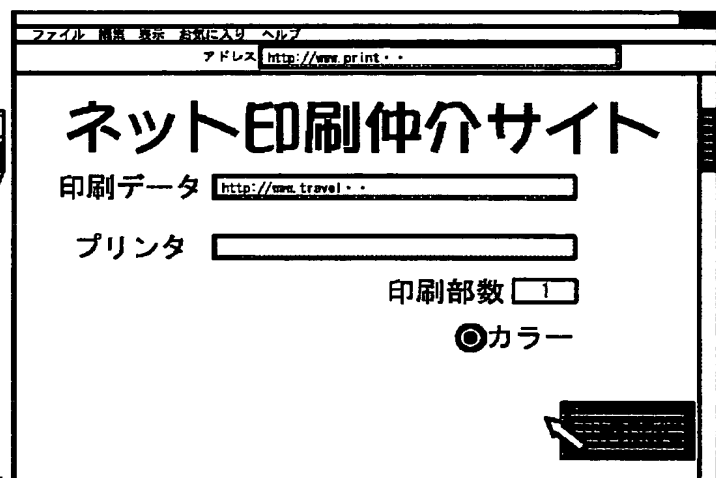 ファイル 編集 表示 お気に入り ヘルプ
アドレス http://www.print・・
ネット印刷仲介サイト
印刷データ http://www.travel・・
プリンタ
印刷部数 1
カラー